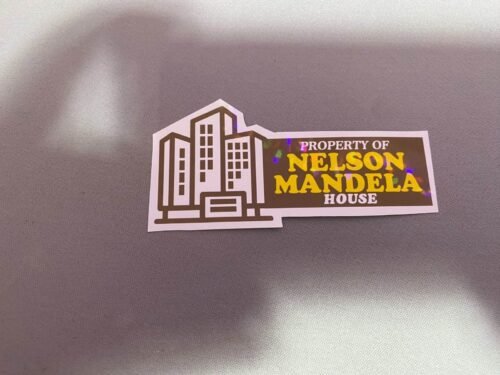 PROPERTY OF
NELSON
MANDELA
HOUSE